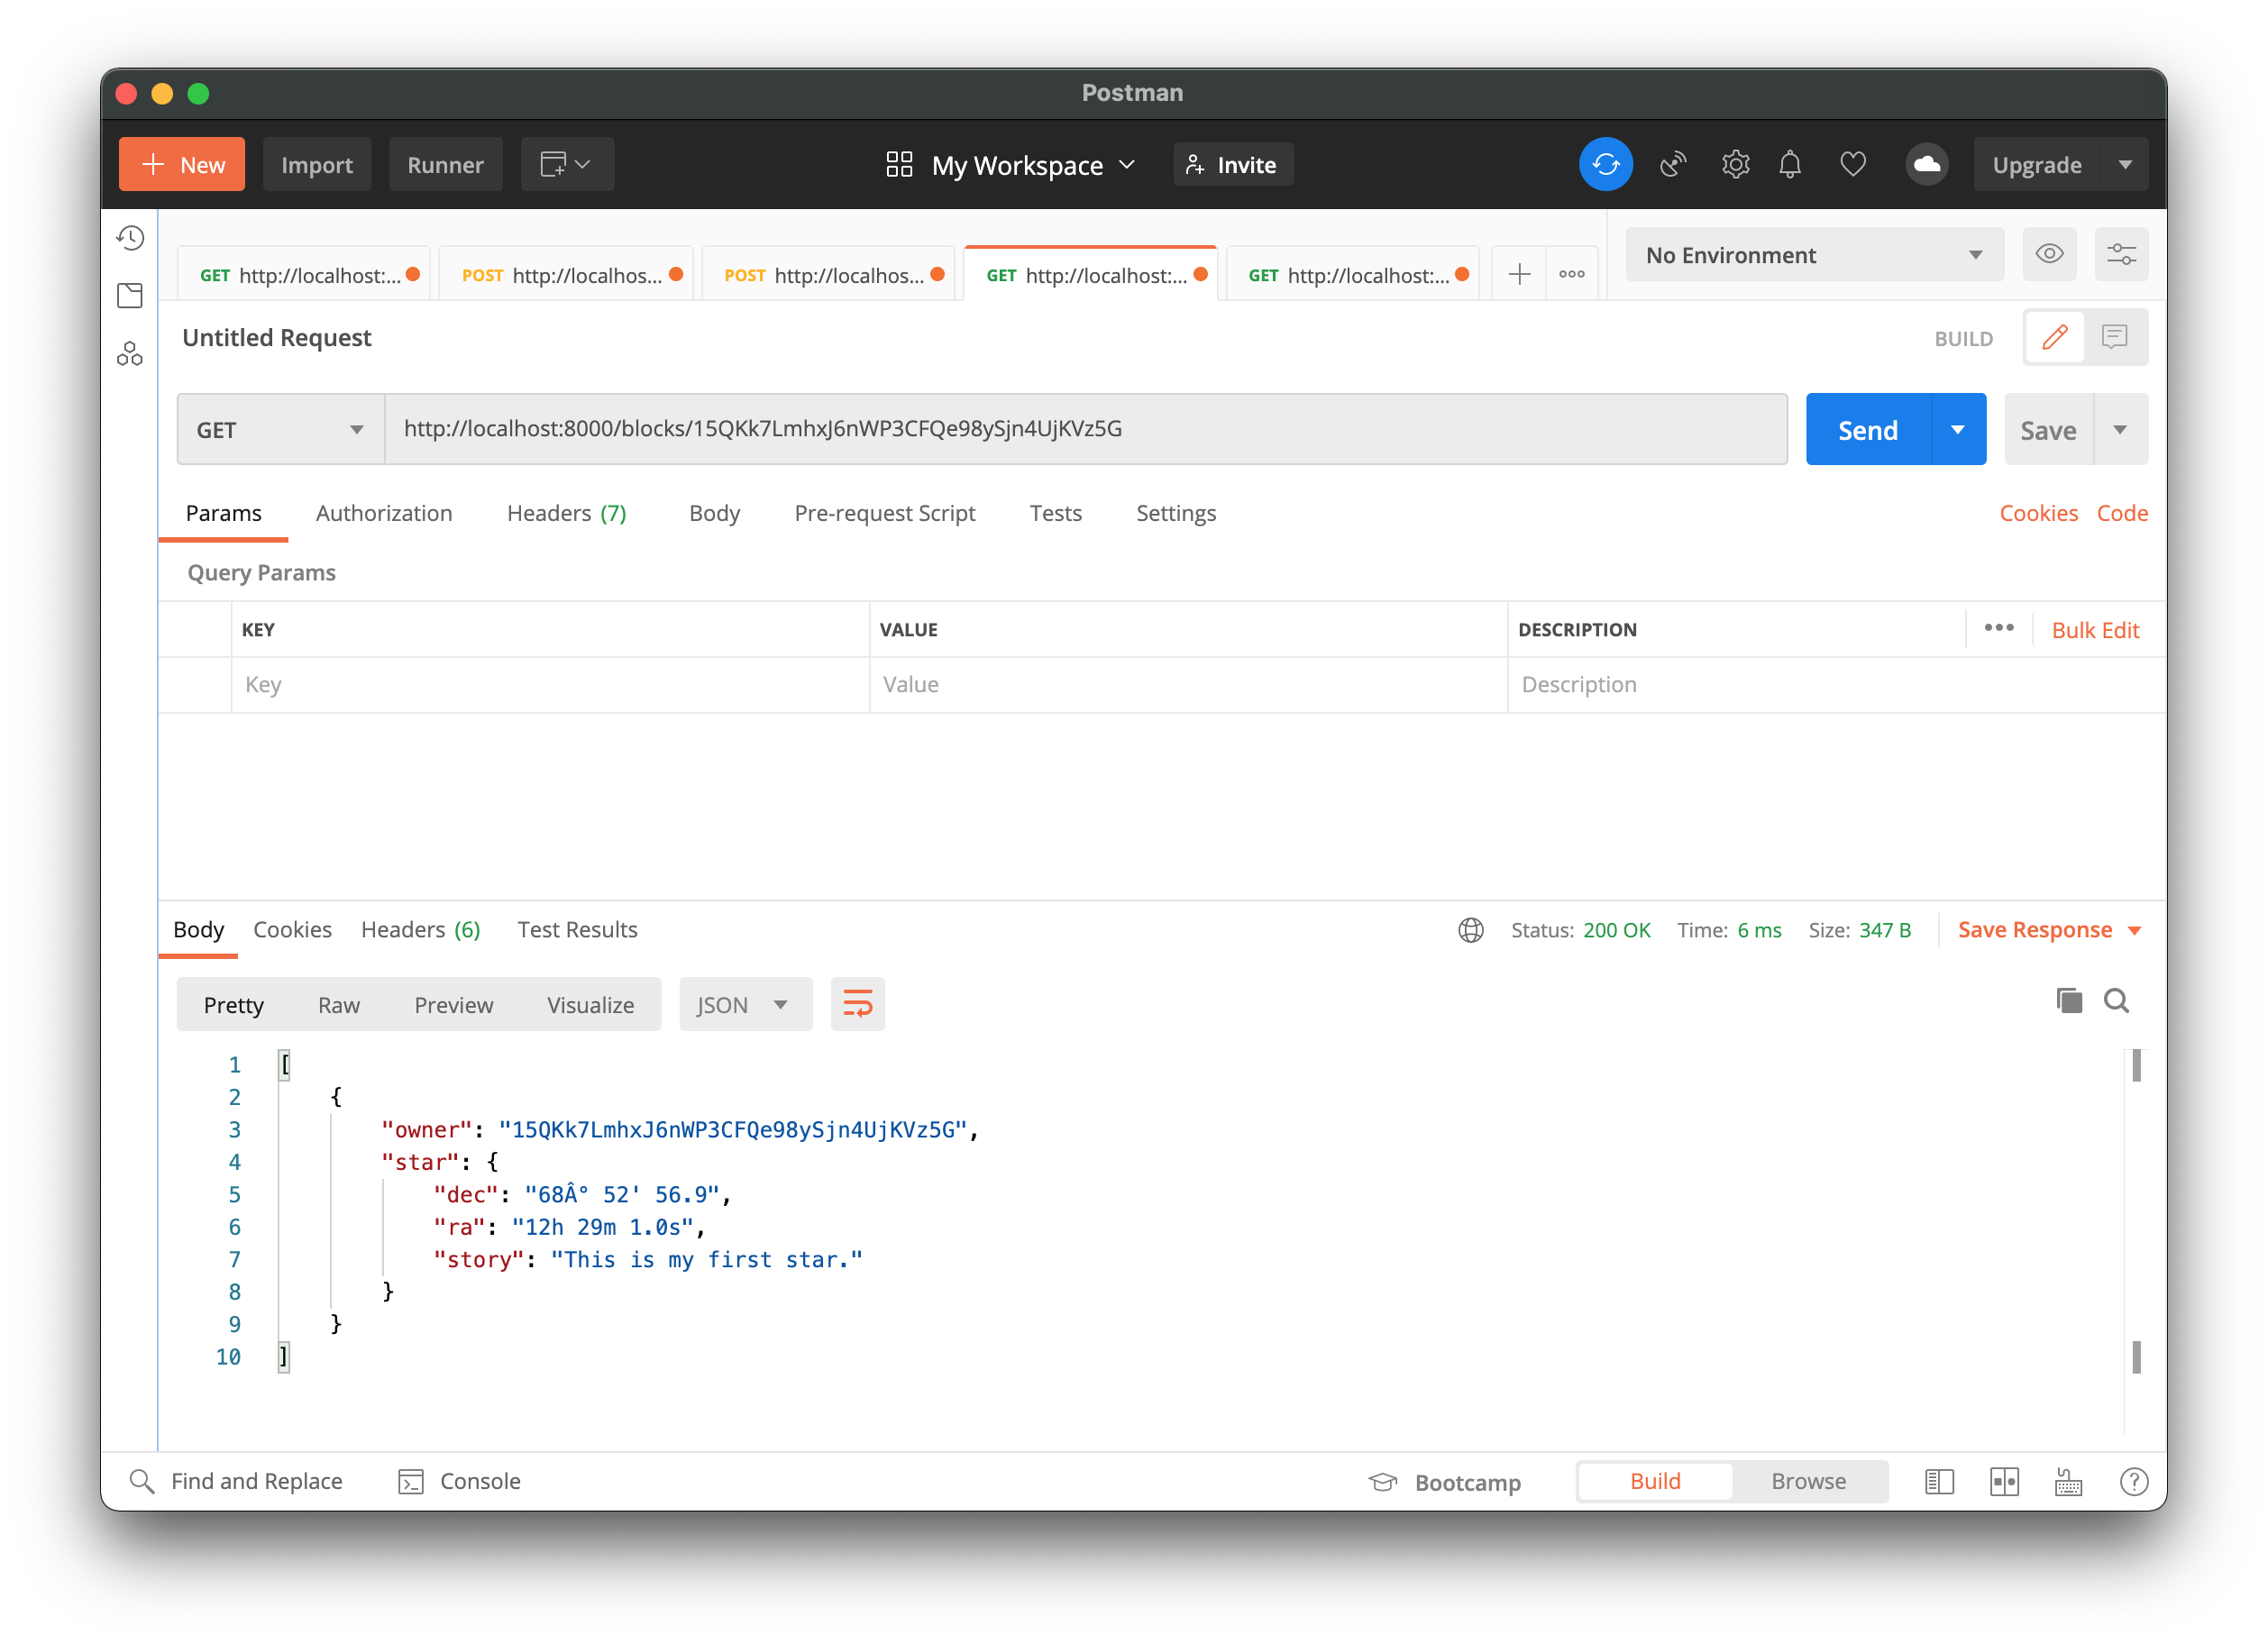 Postman
New Import Runner My Workspace Invite Upgrade
GET http://localhost:... POST http://localhos... POST http://localhos... GET http://localhost:... GET http://localhost:... No Environment
Untitled Request BUILD
GET http://localhost:8000/blocks/15QKk7LmhxJ6nWP3CFQe98ySjn4UjKVz5G Send Save
Params Authorization Headers (7) Body Pre-request Script Tests Settings Cookies Code
Query Params
KEY VALUE DESCRIPTION Bulk Edit
Key Value Description
Body Cookies Headers (6) Test Results Status: 200 OK Time: 6 ms Size: 347 B Save Response
Pretty Raw Preview Visualize JSON
1 [
2 {
3 "owner": "15QKk7LmhxJ6nWP3CFQe98ySjn4UjKVz5G",
4 "star": {
5 "dec": "68Â° 52' 56.9",
6 "ra": "12h 29m 1.0s",
7 "story": "This is my first star."
8 }
9 }
10 ]
Find and Replace Console Bootcamp Build Browse